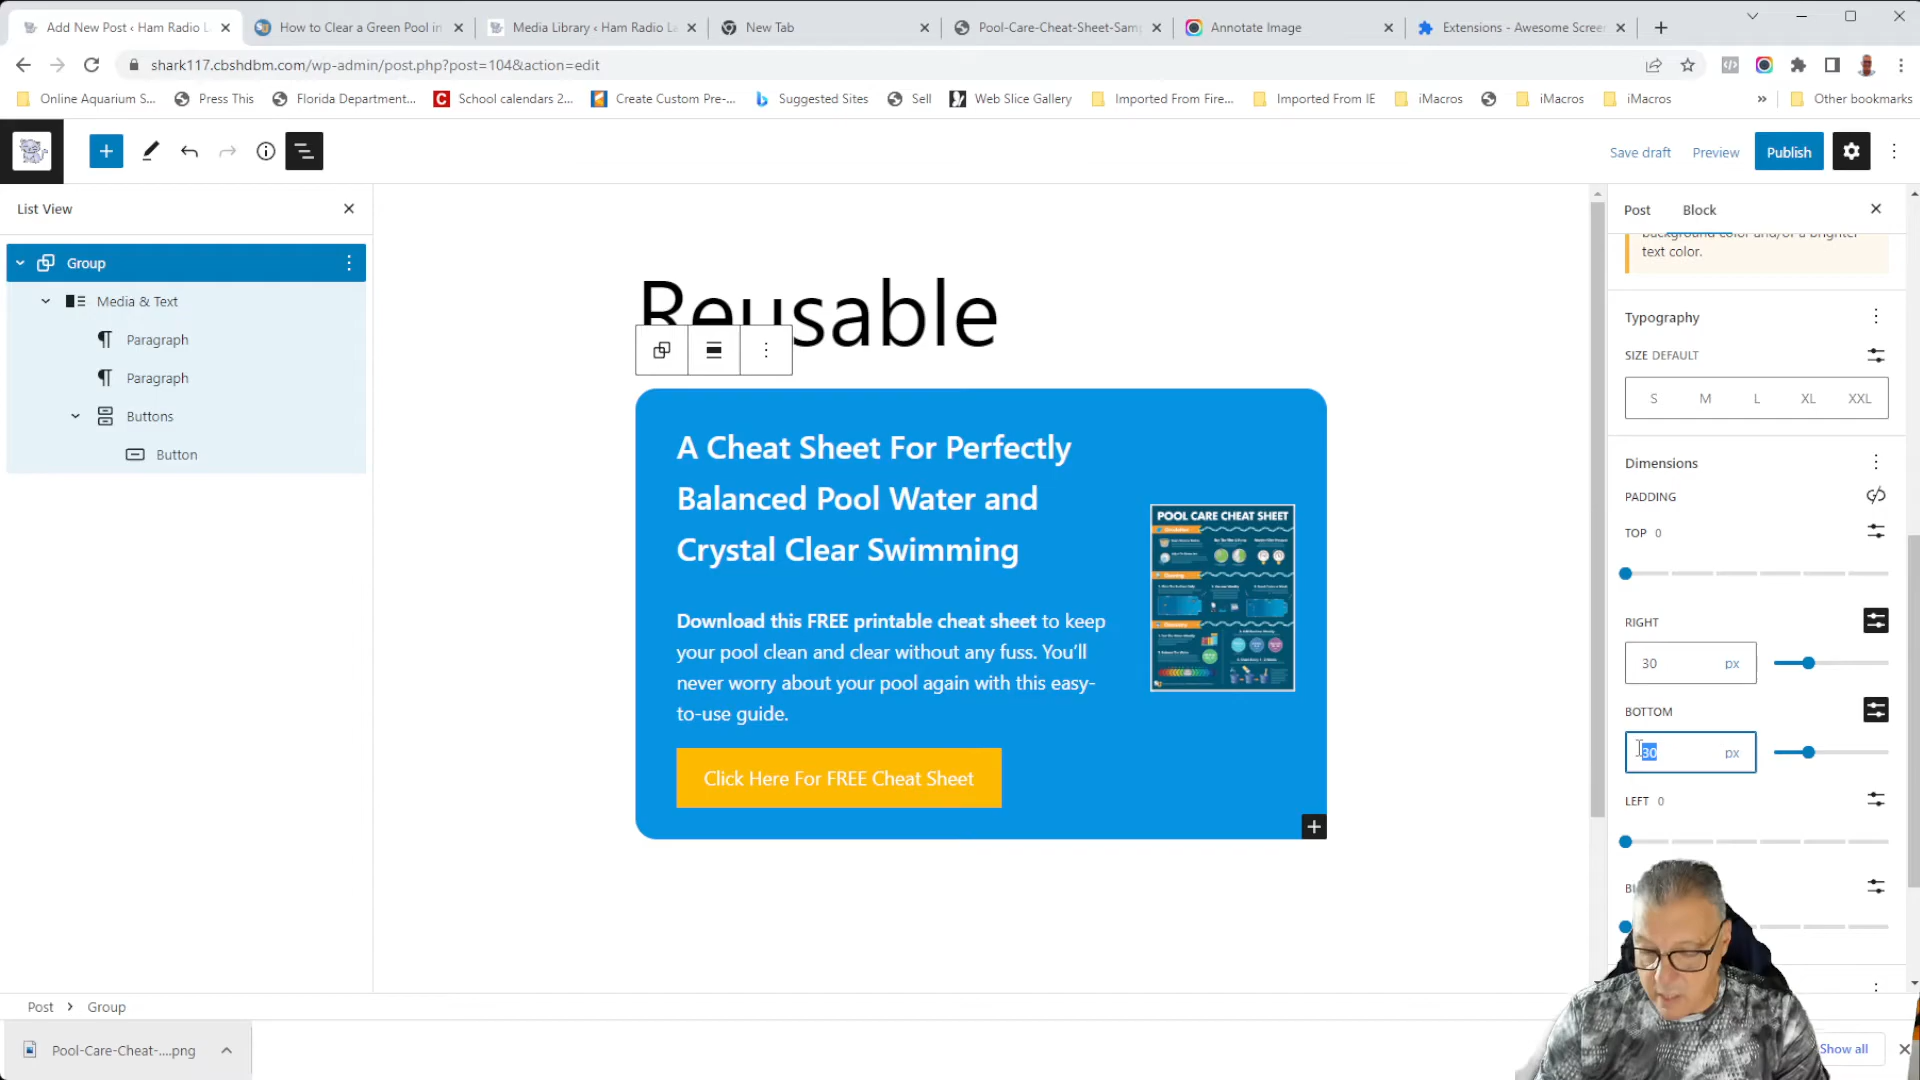 Add New Post ‹ Ham Radio L
How to Clear a Green Pool in
Media Library ‹ Ham Radio La
New Tab
Pool-Care-Cheat-Sheet-Sam
Annotate Image
Extensions - Awesome Screen
shark117.cbshdbm.com/wp-admin/post.php?post=104&action=edit
Online Aquarium S...
Press This
Florida Department...
School calendars 2...
Create Custom Pre-...
Suggested Sites
Sell
Web Slice Gallery
Imported From Fire...
Imported From IE
iMacros
iMacros
iMacros
»
Other bookmarks
Save draft
Preview
Publish
List View
Group
Media & Text
Paragraph
Paragraph
Buttons
Button
Reusable
A Cheat Sheet For Perfectly
Balanced Pool Water and
Crystal Clear Swimming
Download this FREE printable cheat sheet to keep
your pool clean and clear without any fuss. You'll
never worry about your pool again with this easy-
to-use guide.
Click Here For FREE Cheat Sheet
POOL CARE CHEAT SHEET
Post
Block
background color and/or a brighter
text color.
Typography
SIZE DEFAULT
S
M
L
XL
XXL
Dimensions
PADDING
TOP 0
RIGHT
30
px
BOTTOM
30
px
LEFT 0
Post
Group
Pool-Care-Cheat-....png
Show all